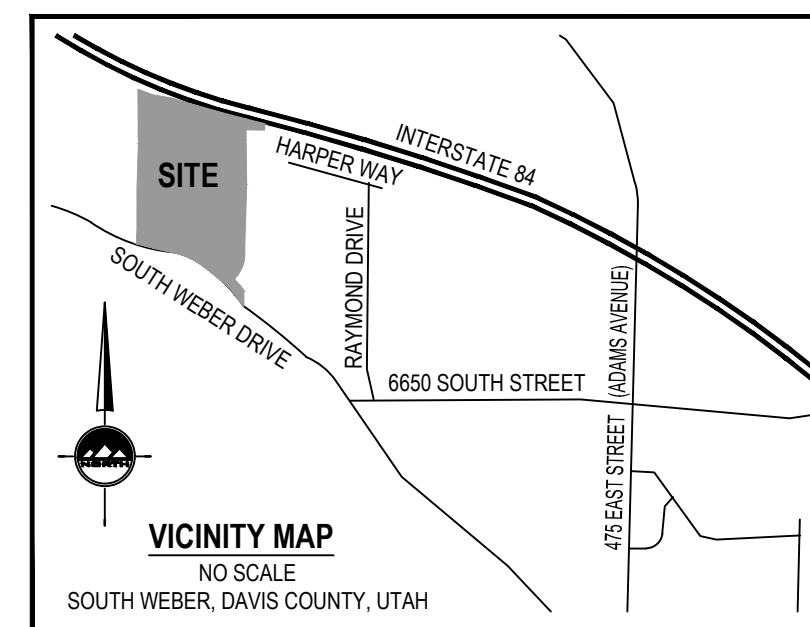 INTERSTATE 84
HARPER WAY
SITE
RAYMOND DRIVE
SOUTH WEBER DRIVE
(ADAMS AVENUE)
6650 SOUTH STREET
475 EAST STREET
NORTH
VICINITY MAP
NO SCALE
SOUTH WEBER, DAVIS COUNTY, UTAH